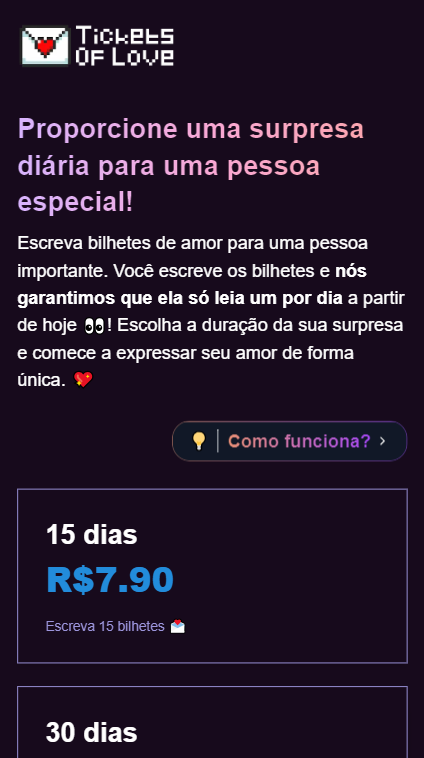 Tickets
Of Love
Proporcione uma surpresa
diária para uma pessoa
especial!
Escreva bilhetes de amor para uma pessoa
importante. Você escreve os bilhetes e nós
garantimos que ela só leia um por dia a partir
de hoje 👀! Escolha a duração da sua surpresa
e comece a expressar seu amor de forma
única. 💖
💡 | Como funciona? ›
15 dias
R$7.90
Escreva 15 bilhetes 💌
30 dias